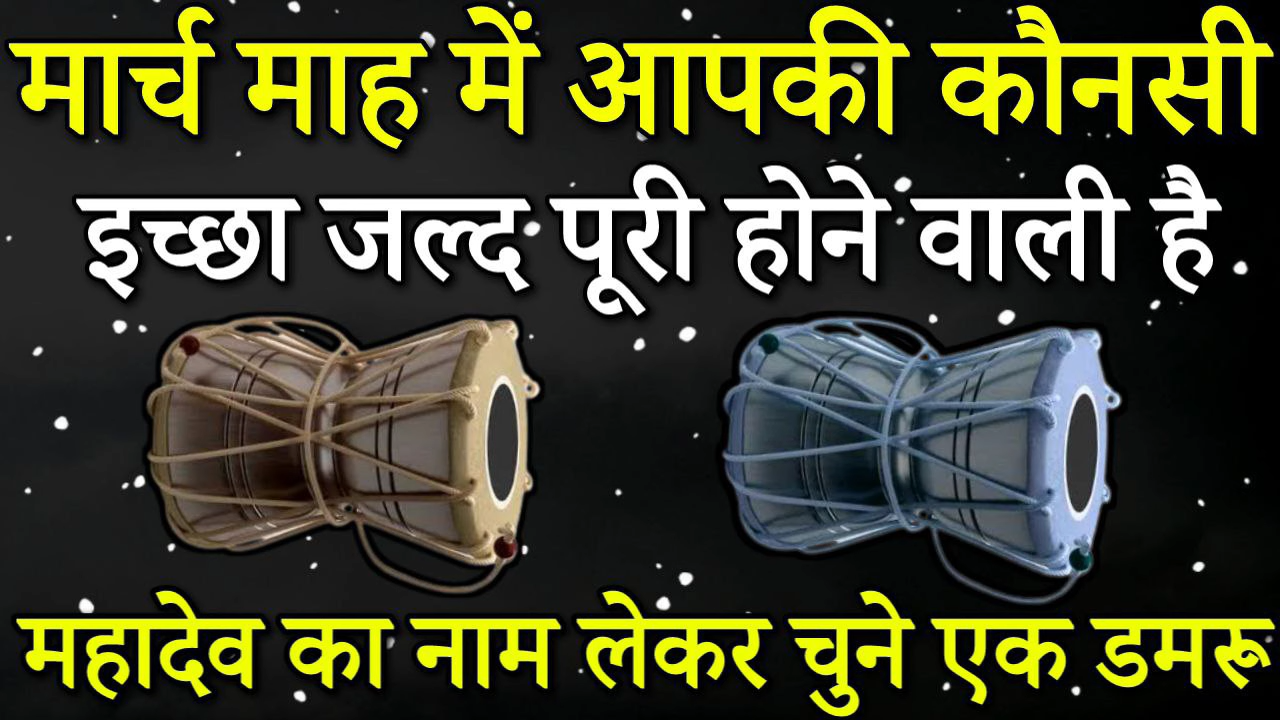 मार्च माह में आपकी कौनसी
इच्छा जल्द पूरी होने वाली है
महादेव का नाम लेकर चुने एक डमरू